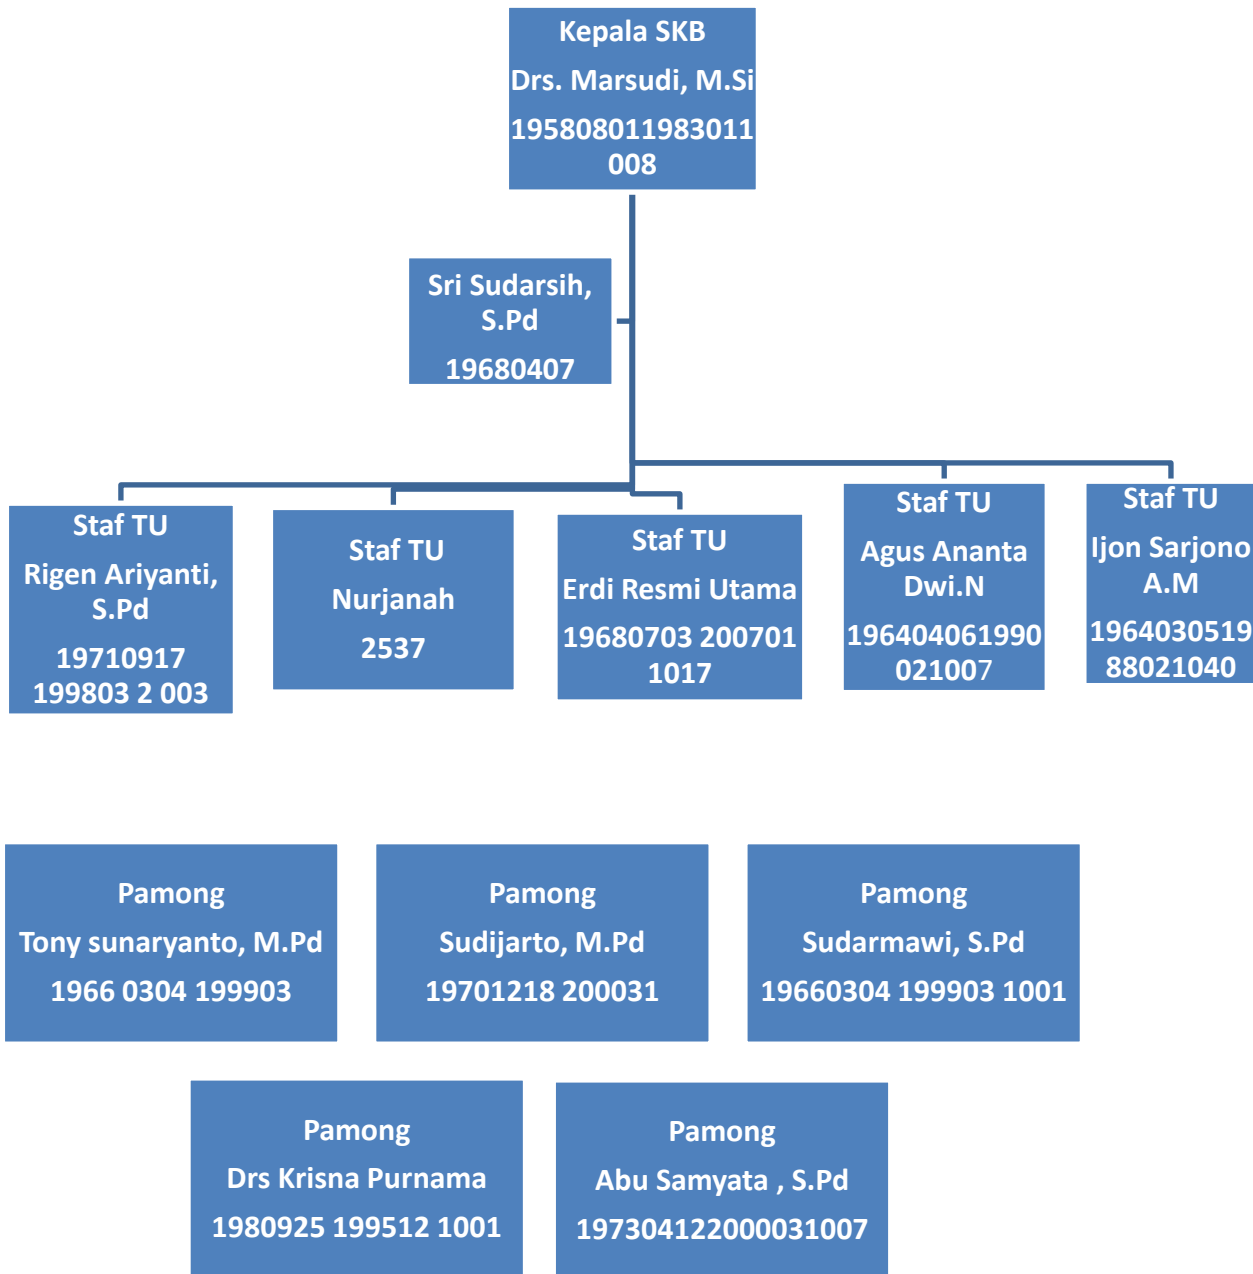 Kepala SKB
Drs. Marsudi, M.Si
195808011983011
008
Sri Sudarsih,
S.Pd
19680407
Staf TU
Rigen Ariyanti,
S.Pd
19710917
199803 2 003
Staf TU
Nurjanah
2537
Staf TU
Erdi Resmi Utama
19680703 200701
1017
Staf TU
Agus Ananta
Dwi.N
196404061990
021007
Staf TU
Ijon Sarjono
A.M
1964030519
88021040
Pamong
Tony sunaryanto, M.Pd
1966 0304 199903
Pamong
Sudijarto, M.Pd
19701218 200031
Pamong
Sudarmawi, S.Pd
19660304 199903 1001
Pamong
Drs Krisna Purnama
1980925 199512 1001
Pamong
Abu Samyata , S.Pd
197304122000031007